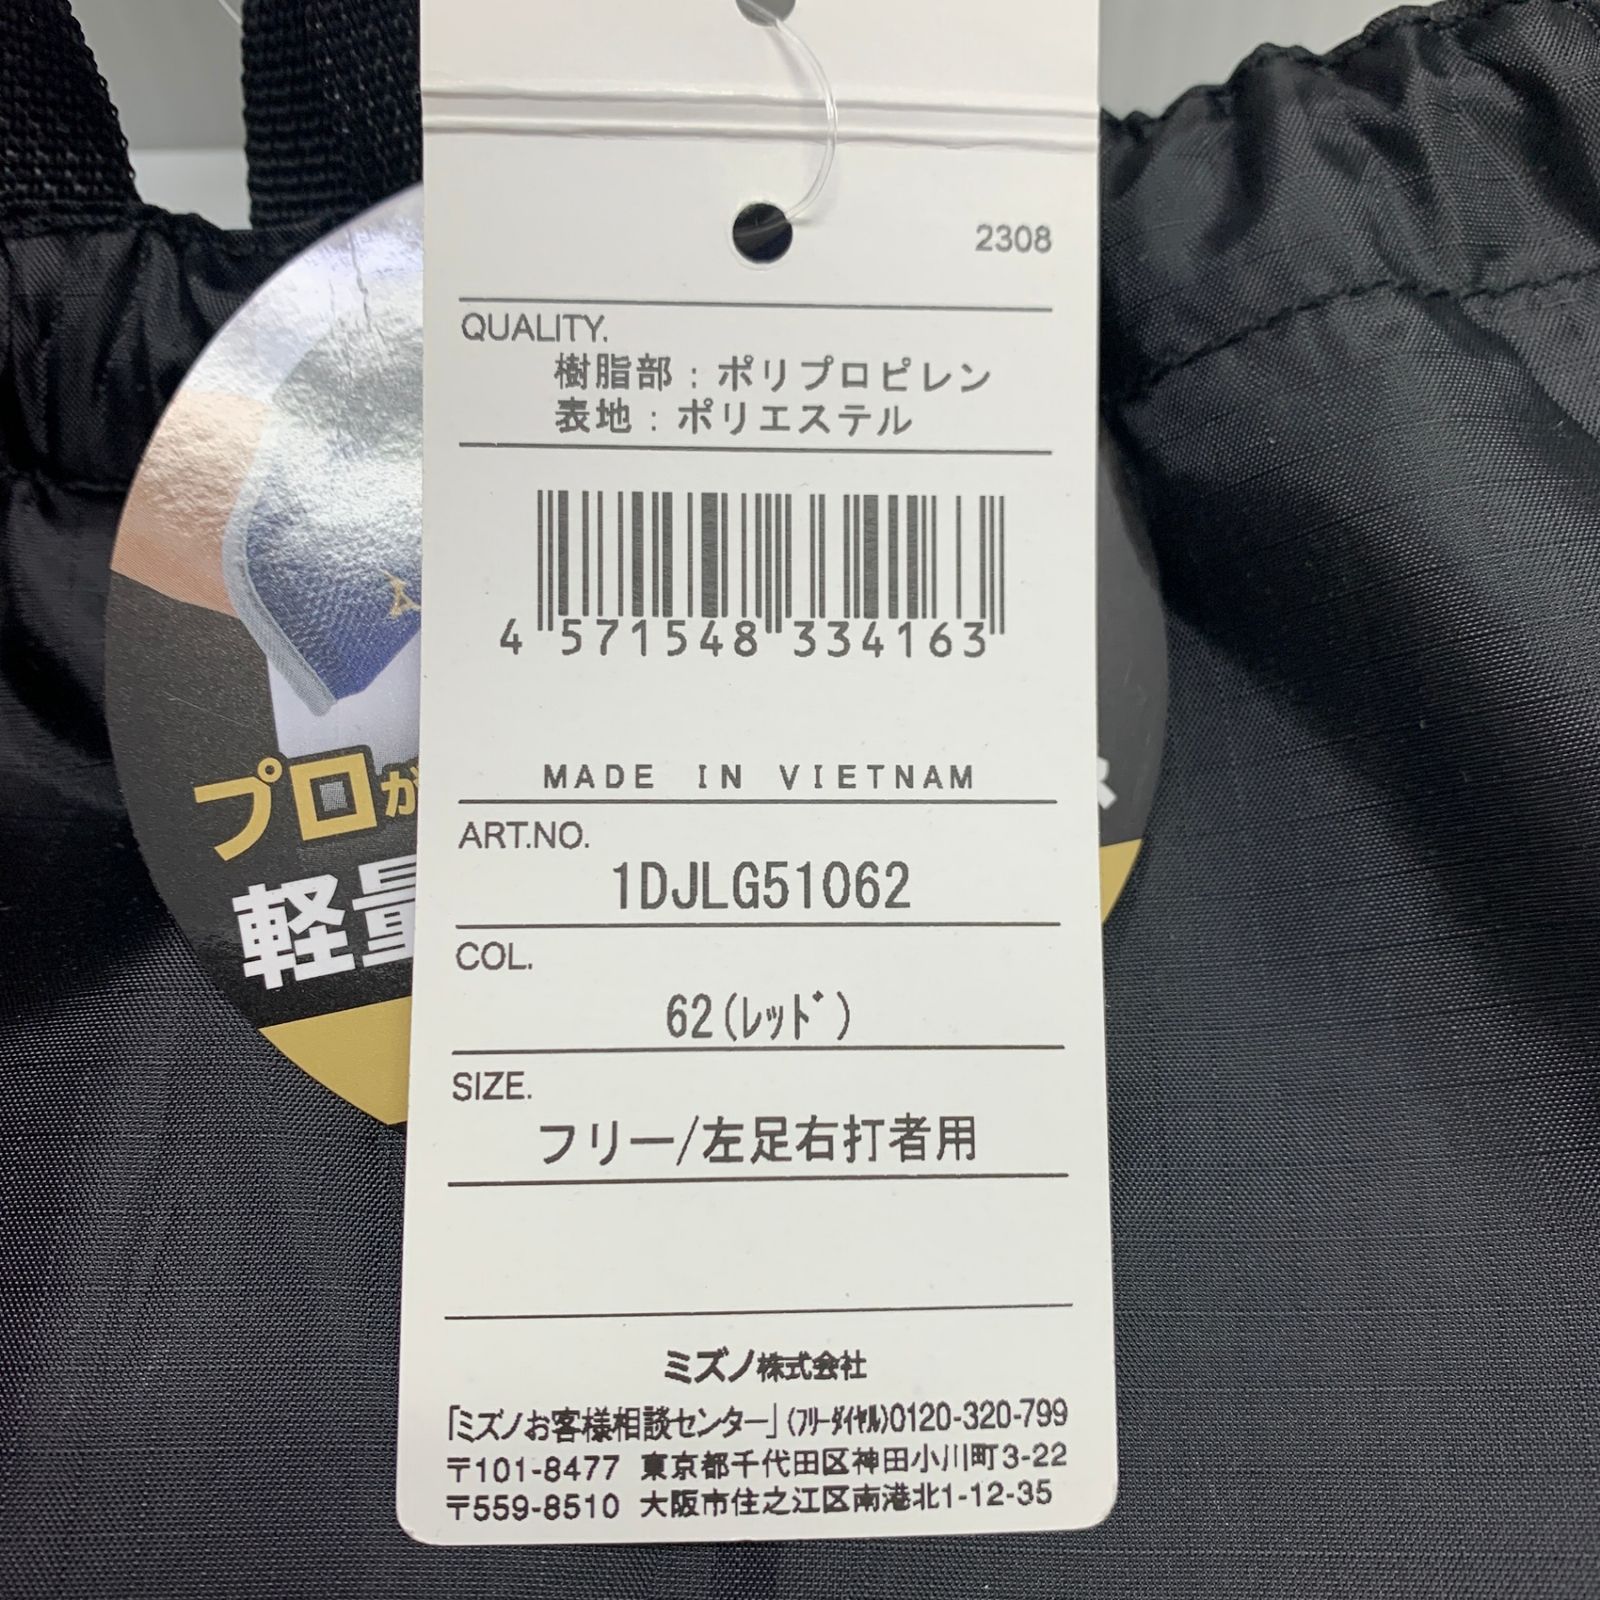 2308
QUALITY.
樹脂部：ポリプロピレン
表地：ポリエステル
4 571548 334163
MADE IN VIETNAM
ART.NO.
1DJLG51062
COL.
62(ﾚｯﾄﾞ)
SIZE.
フリー/左足右打者用
ミズノ株式会社
「ミズノお客様相談センター」(ﾌﾘｰﾀﾞｲﾔﾙ)0120-320-799
〒101-8477 東京都千代田区神田小川町3-22
〒559-8510 大阪市住之江区南港北1-12-35
プロが
軽量